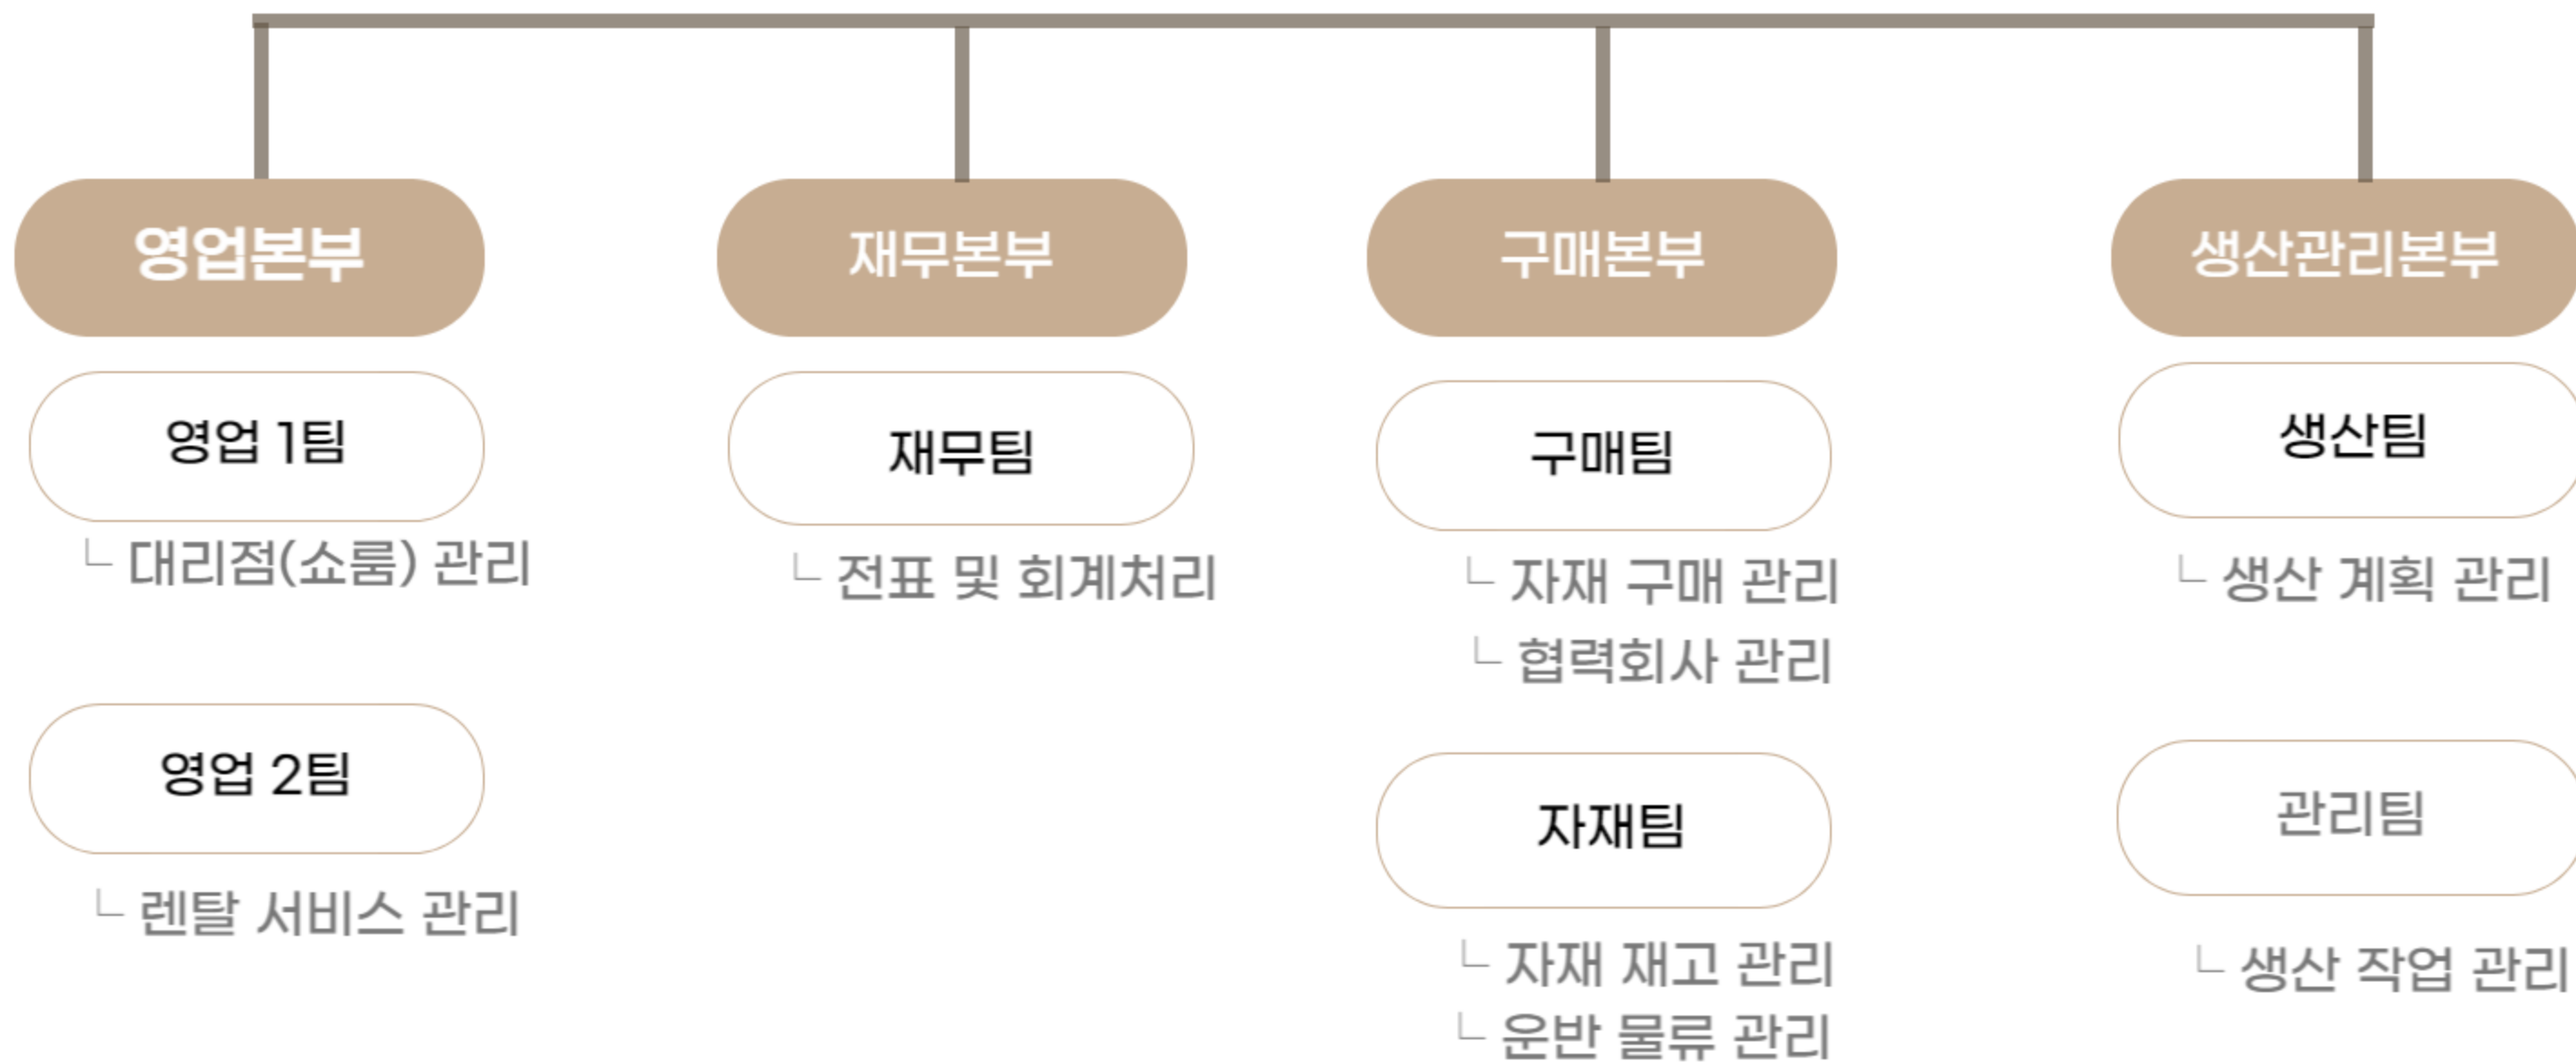 영업본부
영업 1팀
ㄴ 대리점(쇼룸) 관리
영업 2팀
ㄴ 렌탈 서비스 관리
재무본부
재무팀
ㄴ 전표 및 회계처리
구매본부
구매팀
ㄴ 자재 구매 관리
ㄴ 협력회사 관리
자재팀
ㄴ 자재 재고 관리
ㄴ 운반 물류 관리
생산관리본부
생산팀
ㄴ 생산 계획 관리
관리팀
ㄴ 생산 작업 관리